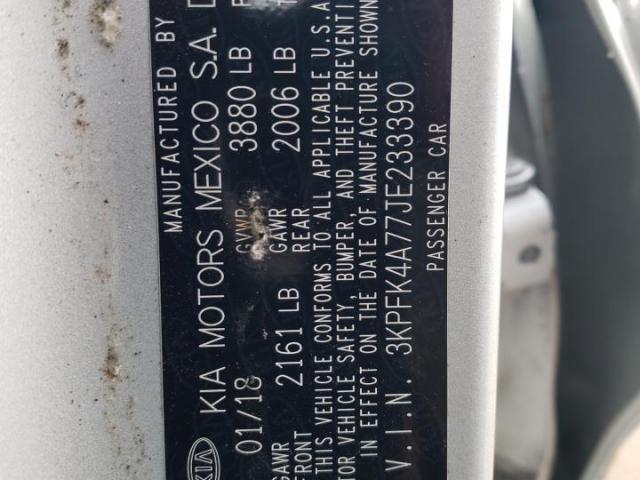 KIA
MANUFACTURED BY
KIA MOTORS MEXICO S.A. D
01/18 GVWR 3880 LB
GAWR FRONT 2161 LB GAWR REAR 2006 LB
THIS VEHICLE CONFORMS TO ALL APPLICABLE U.S.A
TOR VEHICLE SAFETY, BUMPER, AND THEFT PREVENTI
IN EFFECT ON THE DATE OF MANUFACTURE SHOWN
V.I.N. 3KPFK4A77JE233390
PASSENGER CAR